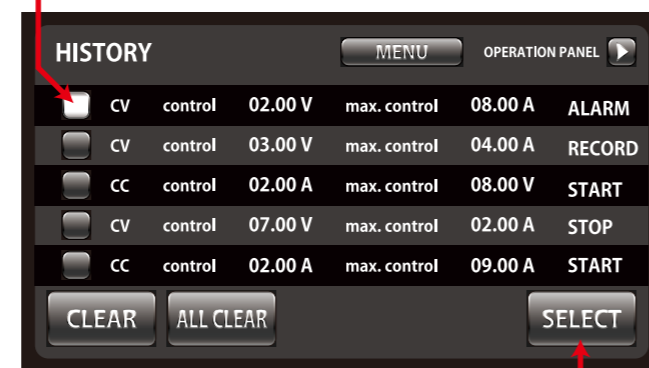 HISTORY MENU OPERATION PANEL
CV control 02.00 V max. control 08.00 A ALARM
CV control 03.00 V max. control 04.00 A RECORD
CC control 02.00 A max. control 08.00 V START
CV control 07.00 V max. control 02.00 A STOP
CC control 02.00 A max. control 09.00 A START
CLEAR ALL CLEAR SELECT